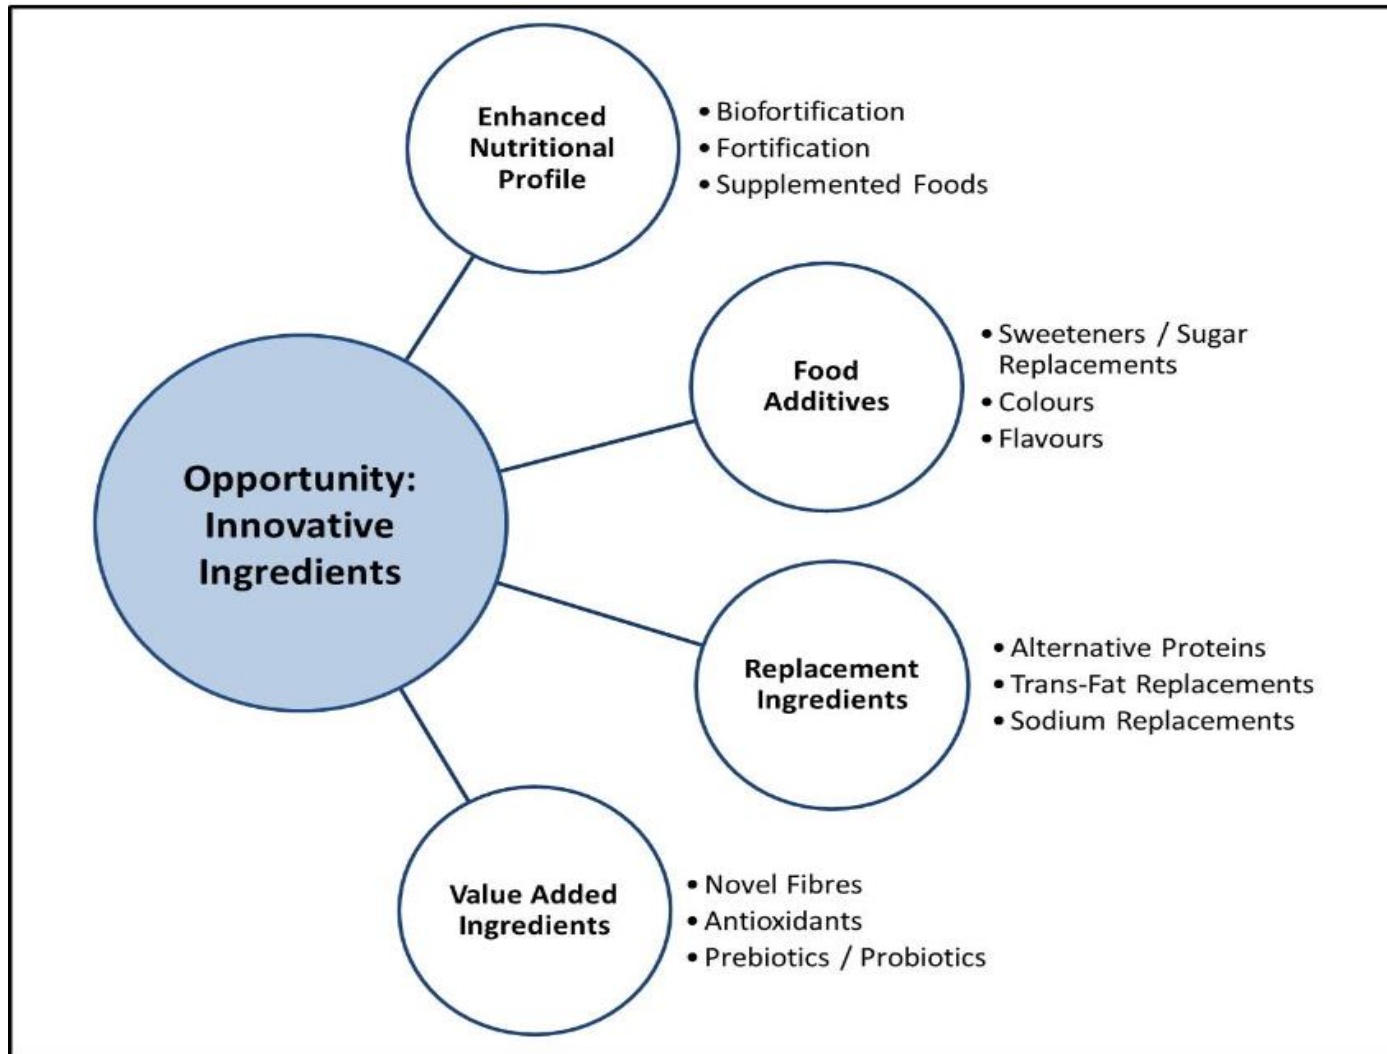 Enhanced
Nutritional
Profile
• Biofortification
• Fortification
• Supplemented Foods
Food
Additives
• Sweeteners / Sugar
Replacements
• Colours
• Flavours
Opportunity:
Innovative
Ingredients
Replacement
Ingredients
• Alternative Proteins
• Trans-Fat Replacements
• Sodium Replacements
Value Added
Ingredients
• Novel Fibres
• Antioxidants
• Prebiotics / Probiotics